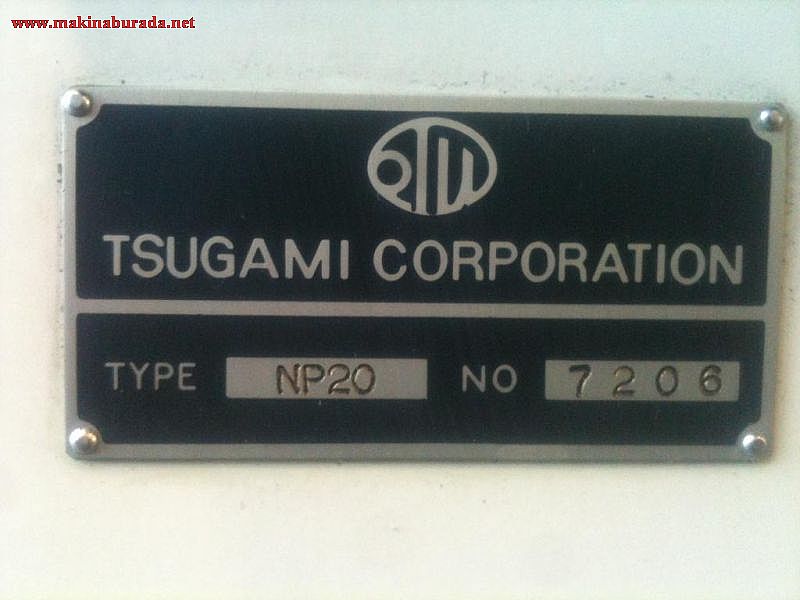 www.makinaburada.net
TSUGAMI CORPORATION
TYPE NP20 NO 7206